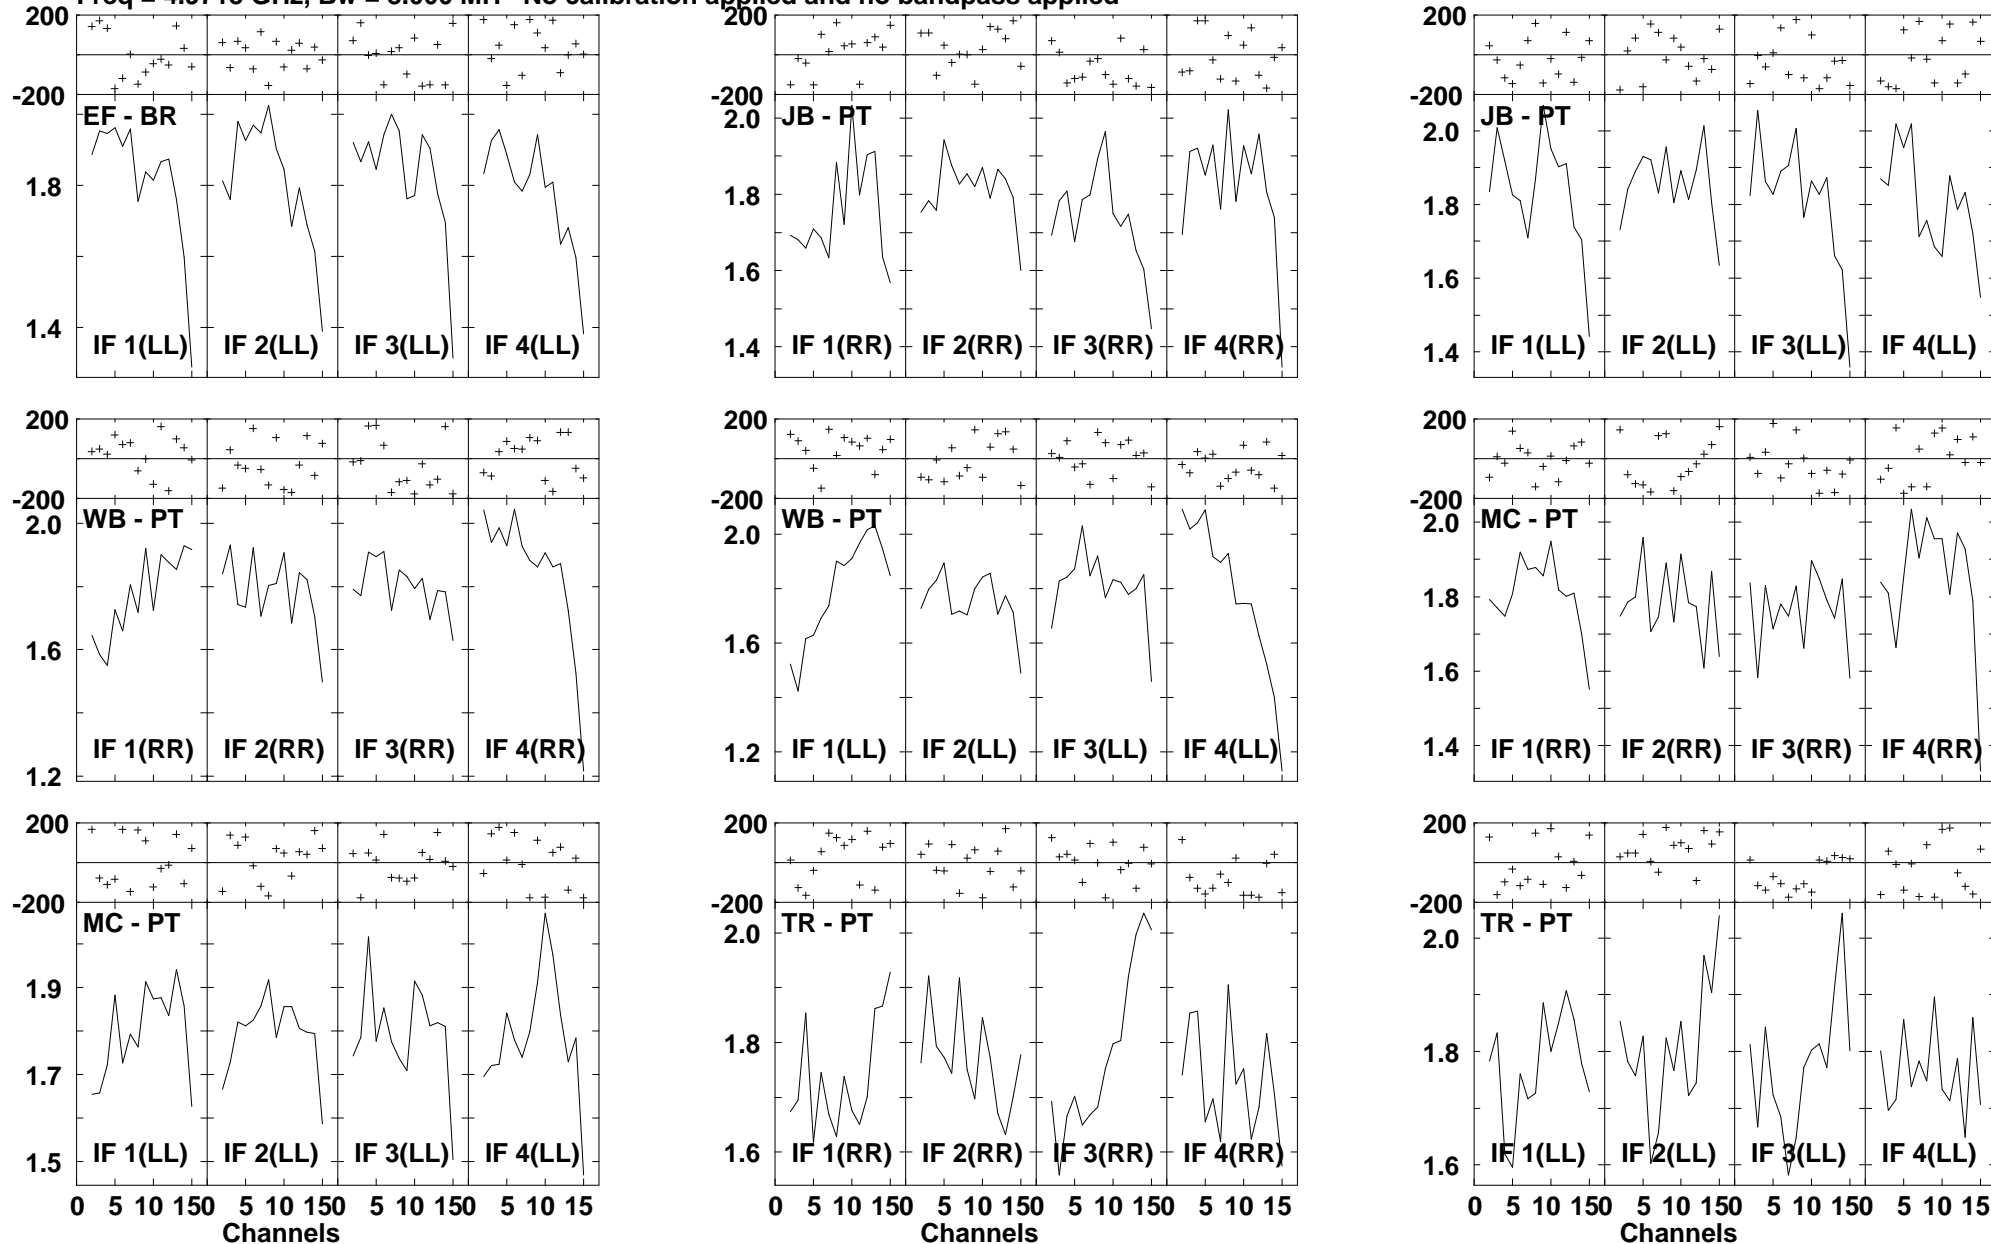 calibration applied and no bandpass applied
200 200 200
-200 -200 -200
EF - BR JB - PT JB - PT
2.0 2.0
1.8 1.8 1.8
1.6 1.6
1.4 1.4 1.4
IF 1(LL) IF 2(LL) IF 3(LL) IF 4(LL) IF 1(RR) IF 2(RR) IF 3(RR) IF 4(RR) IF 1(LL) IF 2(LL) IF 3(LL) IF 4(LL)
200 200 200
-200 -200 -200
WB - PT WB - PT MC - PT
2.0 2.0 2.0
1.8
1.6 1.6 1.6
1.4
1.2 1.2
IF 1(RR) IF 2(RR) IF 3(RR) IF 4(RR) IF 1(LL) IF 2(LL) IF 3(LL) IF 4(LL) IF 1(RR) IF 2(RR) IF 3(RR) IF 4(RR)
200 200 200
-200 -200 -200
MC - PT TR - PT TR - PT
2.0 2.0
1.9
1.8 1.8
1.7
1.6 1.6
1.5
IF 1(LL) IF 2(LL) IF 3(LL) IF 4(LL) IF 1(RR) IF 2(RR) IF 3(RR) IF 4(RR) IF 1(LL) IF 2(LL) IF 3(LL) IF 4(LL)
0 5 10 150 5 10 150 5 10 150 5 10 15 0 5 10 150 5 10 150 5 10 150 5 10 15 0 5 10 150 5 10 150 5 10 150 5 10 15
Channels Channels Channels